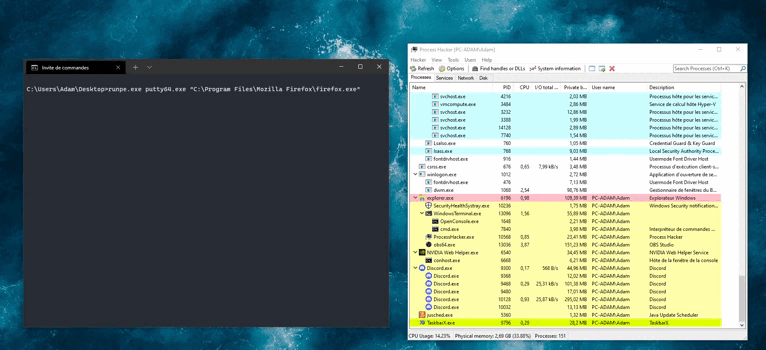 Invite de commandes
C:\Users\Adam\Desktop>runpe.exe putty64.exe "C:\Program Files\Mozilla Firefox\firefox.exe"
Process Hacker [PC-ADAM\Adam]
Hacker View Tools Users Help
Refresh Options Find handles or DLLs System information Search Processes (Ctrl+K)
Processes Services Network Disk
Name PID CPU I/O total ... Private b... User name Description
svchost.exe 4216 2,03 MB Processus hôte pour les servic...
vmcompute.exe 3484 2,86 MB Service de calcul hôte Hyper-V
svchost.exe 3232 12,66 MB Processus hôte pour les servic...
svchost.exe 3388 1,99 MB Processus hôte pour les servic...
svchost.exe 14128 2,69 MB Processus hôte pour les servic...
svchost.exe 7740 1,54 MB Processus hôte pour les servic...
LsaIso.exe 760 1,05 MB Credential Guard & Key Guard
lsass.exe 768 9,03 MB Local Security Authority Proce...
fontdrvhost.exe 916 1,44 MB Usermode Font Driver Host
csrss.exe 676 0,65 7,99 kB/s 3,48 MB Processus d'exécution client-s...
winlogon.exe 1012 2,72 MB Application d'ouverture de se...
fontdrvhost.exe 476 7,13 MB Usermode Font Driver Host
dwm.exe 1068 2,54 98,76 MB Gestionnaire de fenêtres du B...
explorer.exe 6196 0,98 109,39 MB PC-ADAM\Adam Explorateur Windows
SecurityHealthSystray.exe 10236 1,75 MB PC-ADAM\Adam Windows Security notification...
WindowsTerminal.exe 13096 1,56 55,89 MB PC-ADAM\Adam
OpenConsole.exe 1648 2,21 MB PC-ADAM\Adam
cmd.exe 7840 3,98 MB PC-ADAM\Adam Interpréteur de commandes ...
ProcessHacker.exe 10568 0,85 23,41 MB PC-ADAM\Adam Process Hacker
obs64.exe 13036 3,87 151,23 MB PC-ADAM\Adam OBS Studio
NVIDIA Web Helper.exe 6540 34,45 MB PC-ADAM\Adam NVIDIA Web Helper Service
conhost.exe 6668 6,21 MB PC-ADAM\Adam Hôte de la fenêtre de la console
Discord.exe 9300 0,17 568 B/s 44,96 MB PC-ADAM\Adam Discord
Discord.exe 9368 12,02 MB PC-ADAM\Adam Discord
Discord.exe 9468 0,29 25,31 kB/s 101,38 MB PC-ADAM\Adam Discord
Discord.exe 9480 17,01 MB PC-ADAM\Adam Discord
Discord.exe 10128 0,93 25,87 kB/s 295,02 MB PC-ADAM\Adam Discord
Discord.exe 10032 13,13 MB PC-ADAM\Adam Discord
jusched.exe 5360 1,32 MB PC-ADAM\Adam Java Update Scheduler
TaskbarX.exe 8796 0,29 28,2 MB PC-ADAM\Adam TaskbarX
CPU Usage: 14,23% Physical memory: 2,69 GB (33.88%) Processes: 151